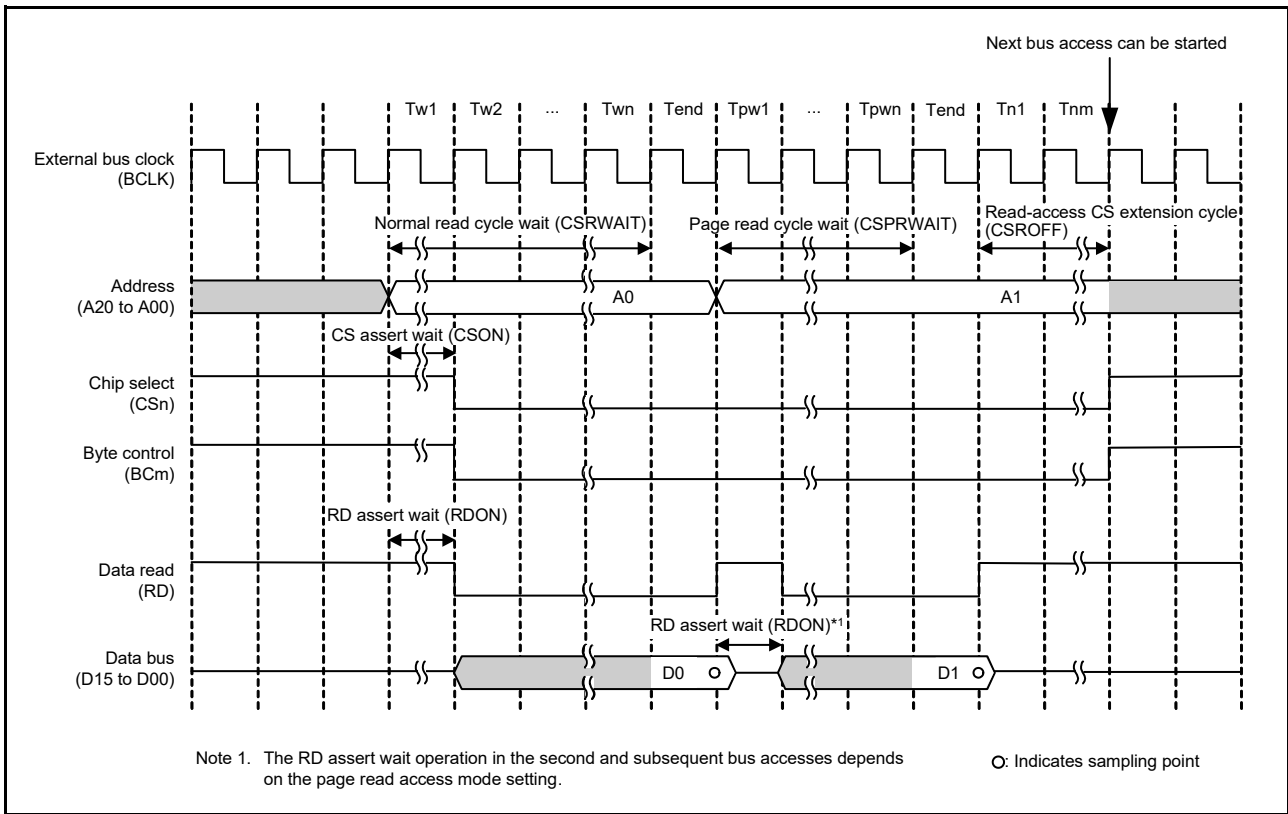 Next bus access can be started
Tw1 Tw2 ... Twn Tend Tpw1 ... Tpwn Tend Tn1 Tnm
External bus clock
(BCLK)
Normal read cycle wait (CSRWAIT)
Page read cycle wait (CSPRWAIT)
Read-access CS extension cycle
(CSROFF)
Address
(A20 to A00)
A0
A1
CS assert wait (CSON)
Chip select
(CSn)
Byte control
(BCm)
RD assert wait (RDON)
Data read
(RD)
RD assert wait (RDON)*1
Data bus
(D15 to D00)
D0
D1
Note 1. The RD assert wait operation in the second and subsequent bus accesses depends
on the page read access mode setting.
O: Indicates sampling point